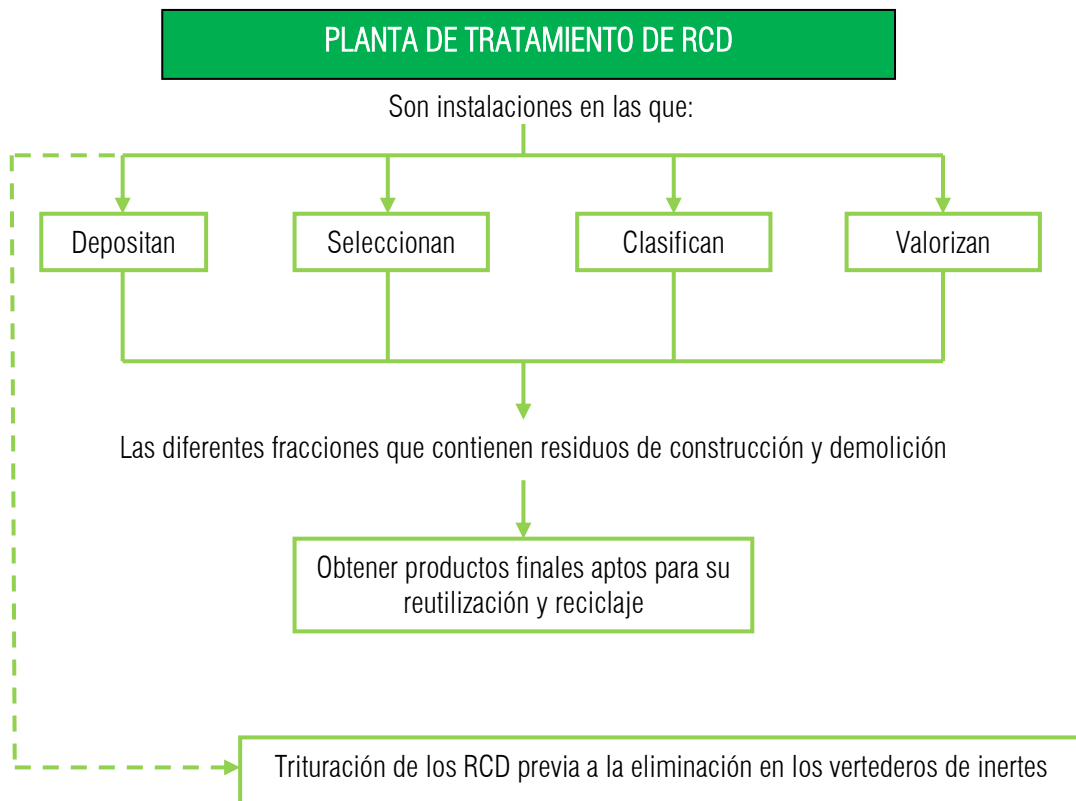 PLANTA DE TRATAMIENTO DE RCD
Son instalaciones en las que:
Depositan
Seleccionan
Clasifican
Valorizan
Las diferentes fracciones que contienen residuos de construcción y demolición
Obtener productos finales aptos para su
reutilización y reciclaje
Trituración de los RCD previa a la eliminación en los vertederos de inertes